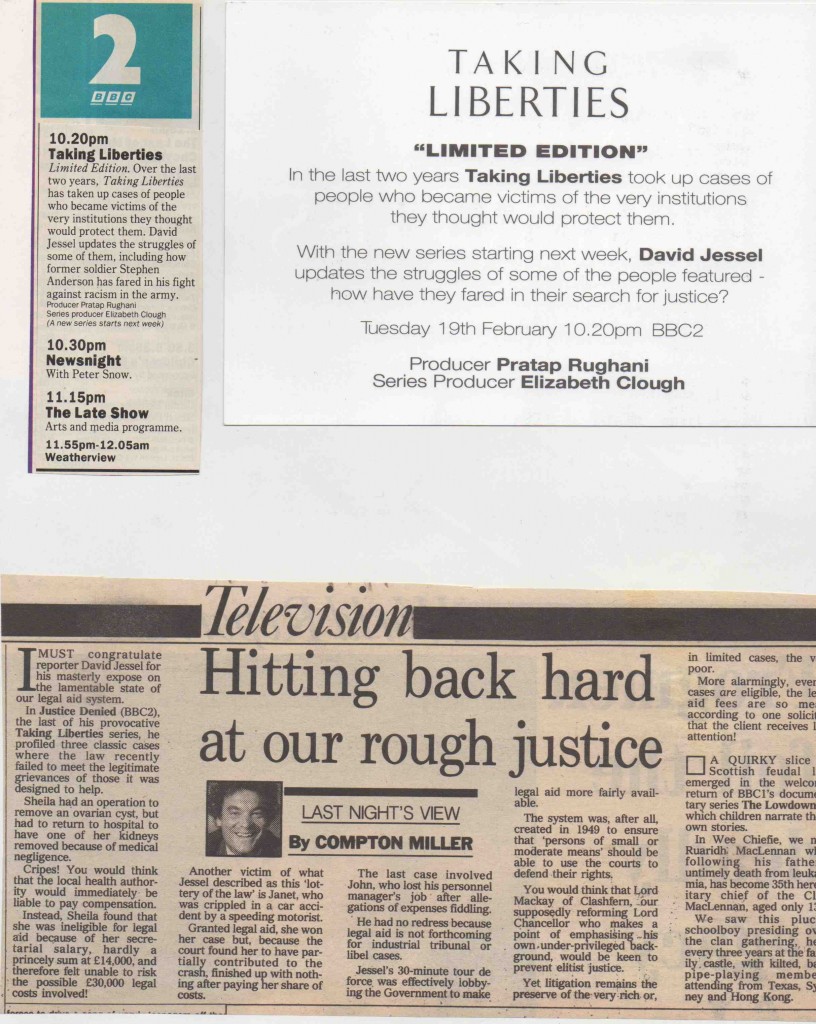 2
BBC
10.20pm
Taking Liberties
Limited Edition. Over the last
two years, Taking Liberties
has taken up cases of people
who became victims of the
very institutions they thought
would protect them. David
Jessel updates the struggles of
some of them, including how
former soldier Stephen
Anderson has fared in his fight
against racism in the army.
Producer Pratap Rughani
Series producer Elizabeth Clough
(A new series starts next week)
10.30pm
Newsnight
With Peter Snow.
11.15pm
The Late Show
Arts and media programme.
11.55pm-12.05am
Weatherview
TAKING
LIBERTIES
"LIMITED EDITION"
In the last two years Taking Liberties took up cases of
people who became victims of the very institutions
they thought would protect them.
With the new series starting next week, David Jessel
updates the struggles of some of the people featured -
how have they fared in their search for justice?
Tuesday 19th February 10.20pm BBC2
Producer Pratap Rughani
Series Producer Elizabeth Clough
Television
Hitting back hard
at our rough justice
LAST NIGHT'S VIEW
By COMPTON MILLER
I MUST congratulate
reporter David Jessel for
his masterly expose on
the lamentable state of
our legal aid system.
In Justice Denied (BBC2),
the last of his provocative
Taking Liberties series, he
profiled three classic cases
where the law recently
failed to meet the legitimate
grievances of those it was
designed to help.
Sheila had an operation to
remove an ovarian cyst, but
had to return to hospital to
have one of her kidneys
removed because of medical
negligence.
Cripes! You would think
that the local health author-
ity would immediately be
liable to pay compensation.
Instead, Sheila found that
she was ineligible for legal
aid because of her secre-
tarial salary, hardly a
princely sum at £14,000, and
therefore felt unable to risk
the possible £30,000 legal
costs involved!
Another victim of what
Jessel described as this 'lot-
tery of the law' is Janet, who
was crippled in a car acci-
dent by a speeding motorist.
Granted legal aid, she won
her case but, because the
court found her to have par-
tially contributed to the
crash, finished up with noth-
ing after paying her share of
costs.
The last case involved
John, who lost his personnel
manager's job after alle-
gations of expenses fiddling.
He had no redress because
legal aid is not forthcoming
for industrial tribunal or
libel cases.
Jessel's 30-minute tour de
force was effectively lobby-
ing the Government to make
legal aid more fairly avail-
able.
The system was, after all,
created in 1949 to ensure
that 'persons of small or
moderate means' should be
able to use the courts to
defend their rights.
You would think that Lord
Mackay of Clashfern, our
supposedly reforming Lord
Chancellor who makes a
point of emphasising his
own under-privileged back-
ground, would be keen to
prevent elitist justice.
Yet litigation remains the
preserve of the very rich or,
in limited cases, the v
poor.
More alarmingly, ever
cases are eligible, the le
aid fees are so me
according to one solicit
that the client receives l
attention!
A QUIRKY slice
Scottish feudal l
emerged in the welco
return of BBC1's docume
tary series The Lowdown
which children narrate th
own stories.
In Wee Chiefie, we m
Ruaridh MacLennan wh
following his fathe
untimely death from leuka
mia, has become 35th here
itary chief of the Cl
MacLennan, aged only 1
We saw this pluc
schoolboy presiding ov
the clan gathering, he
every three years at the fa
ily castle, with kilted, ba
pipe-playing membe
attending from Texas, Sy
ney and Hong Kong.